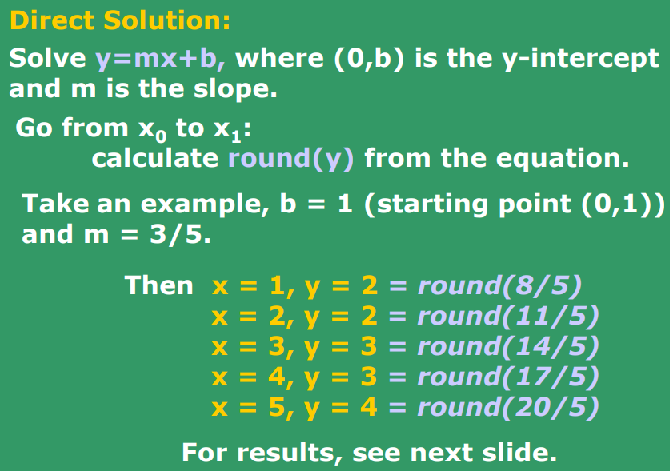 Direct Solution:
Solve y=mx+b, where (0,b) is the y-intercept
and m is the slope.
Go from x₀ to x₁:
calculate round(y) from the equation.
Take an example, b = 1 (starting point (0,1))
and m = 3/5.
Then x = 1, y = 2 = round(8/5)
x = 2, y = 2 = round(11/5)
x = 3, y = 3 = round(14/5)
x = 4, y = 3 = round(17/5)
x = 5, y = 4 = round(20/5)
For results, see next slide.